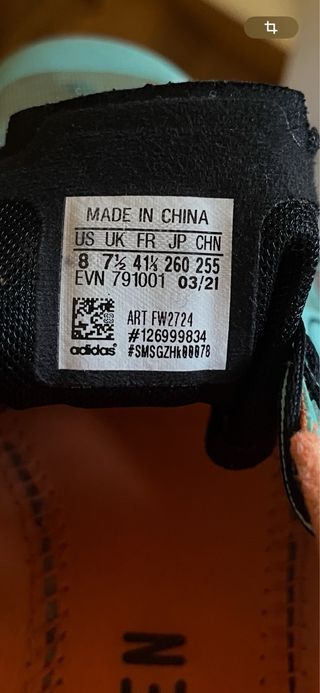 MADE IN CHINA
US UK FR JP CHN
8 7½ 41⅓ 260 255
EVN 791001 03/21
ART FW2724
#126999834
adidas® #SMSGZHk00078
EN